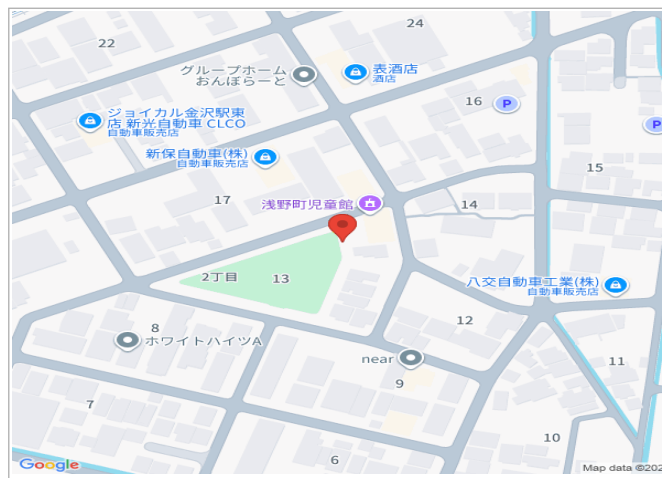 24
22
グループホーム
おんぼらーと
表酒店
酒店
16
P
ジョイカル金沢駅東
店 新光自動車 CLCO
自動車販売店
P
新保自動車(株)
自動車販売店
15
17
浅野町児童館
14
2丁目
13
八交自動車工業(株)
自動車販売店
8
ホワイトハイツA
12
near
11
9
7
10
6
Google
Map data ©202